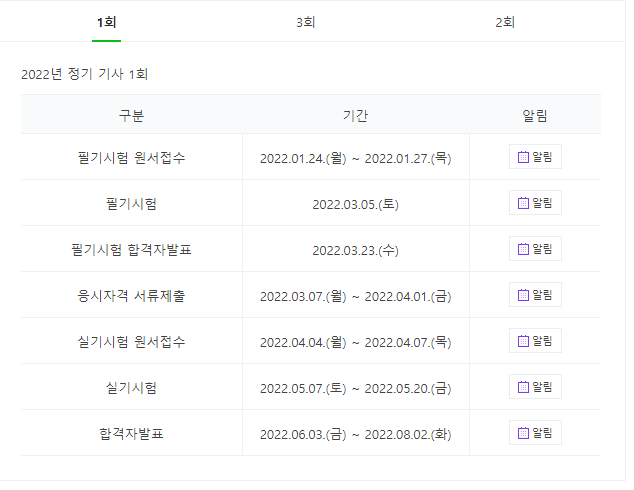 1회 3회 2회
2022년 정기 기사 1회
구분 기간 알림
필기시험 원서접수 2022.01.24.(월) ~ 2022.01.27.(목) 알림
필기시험 2022.03.05.(토) 알림
필기시험 합격자발표 2022.03.23.(수) 알림
응시자격 서류제출 2022.03.07.(월) ~ 2022.04.01.(금) 알림
실기시험 원서접수 2022.04.04.(월) ~ 2022.04.07.(목) 알림
실기시험 2022.05.07.(토) ~ 2022.05.20.(금) 알림
합격자발표 2022.06.03.(금) ~ 2022.08.02.(화) 알림